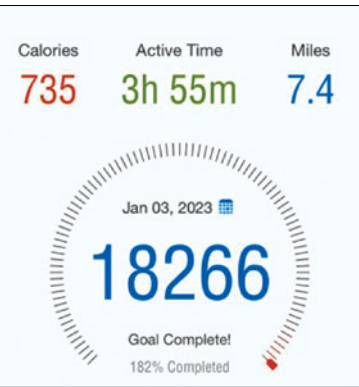 Calories Active Time Miles
735 3h 55m 7.4
Jan 03, 2023
18266
Goal Complete!
182% Completed